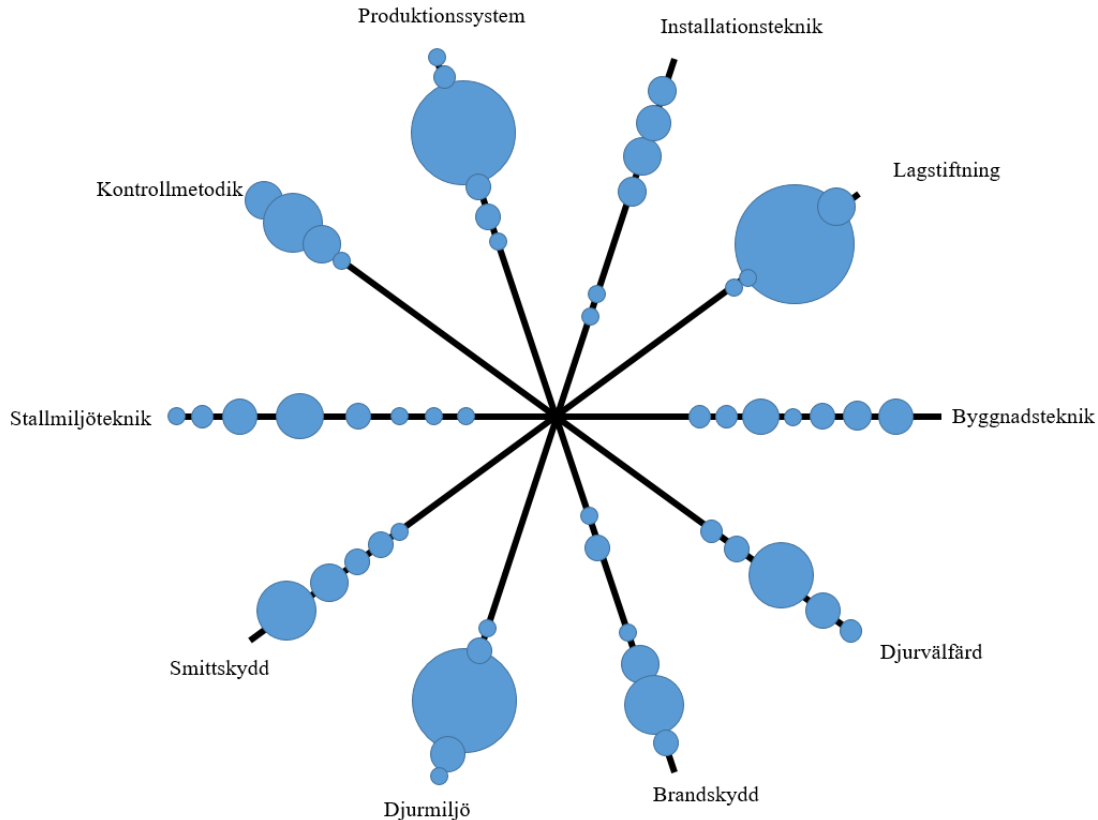 Produktionssystem
Installationsteknik
Lagstiftning
Kontrollmetodik
Stallmiljöteknik
Byggnadsteknik
Djurvälfärd
Smittskydd
Brandskydd
Djurmiljö